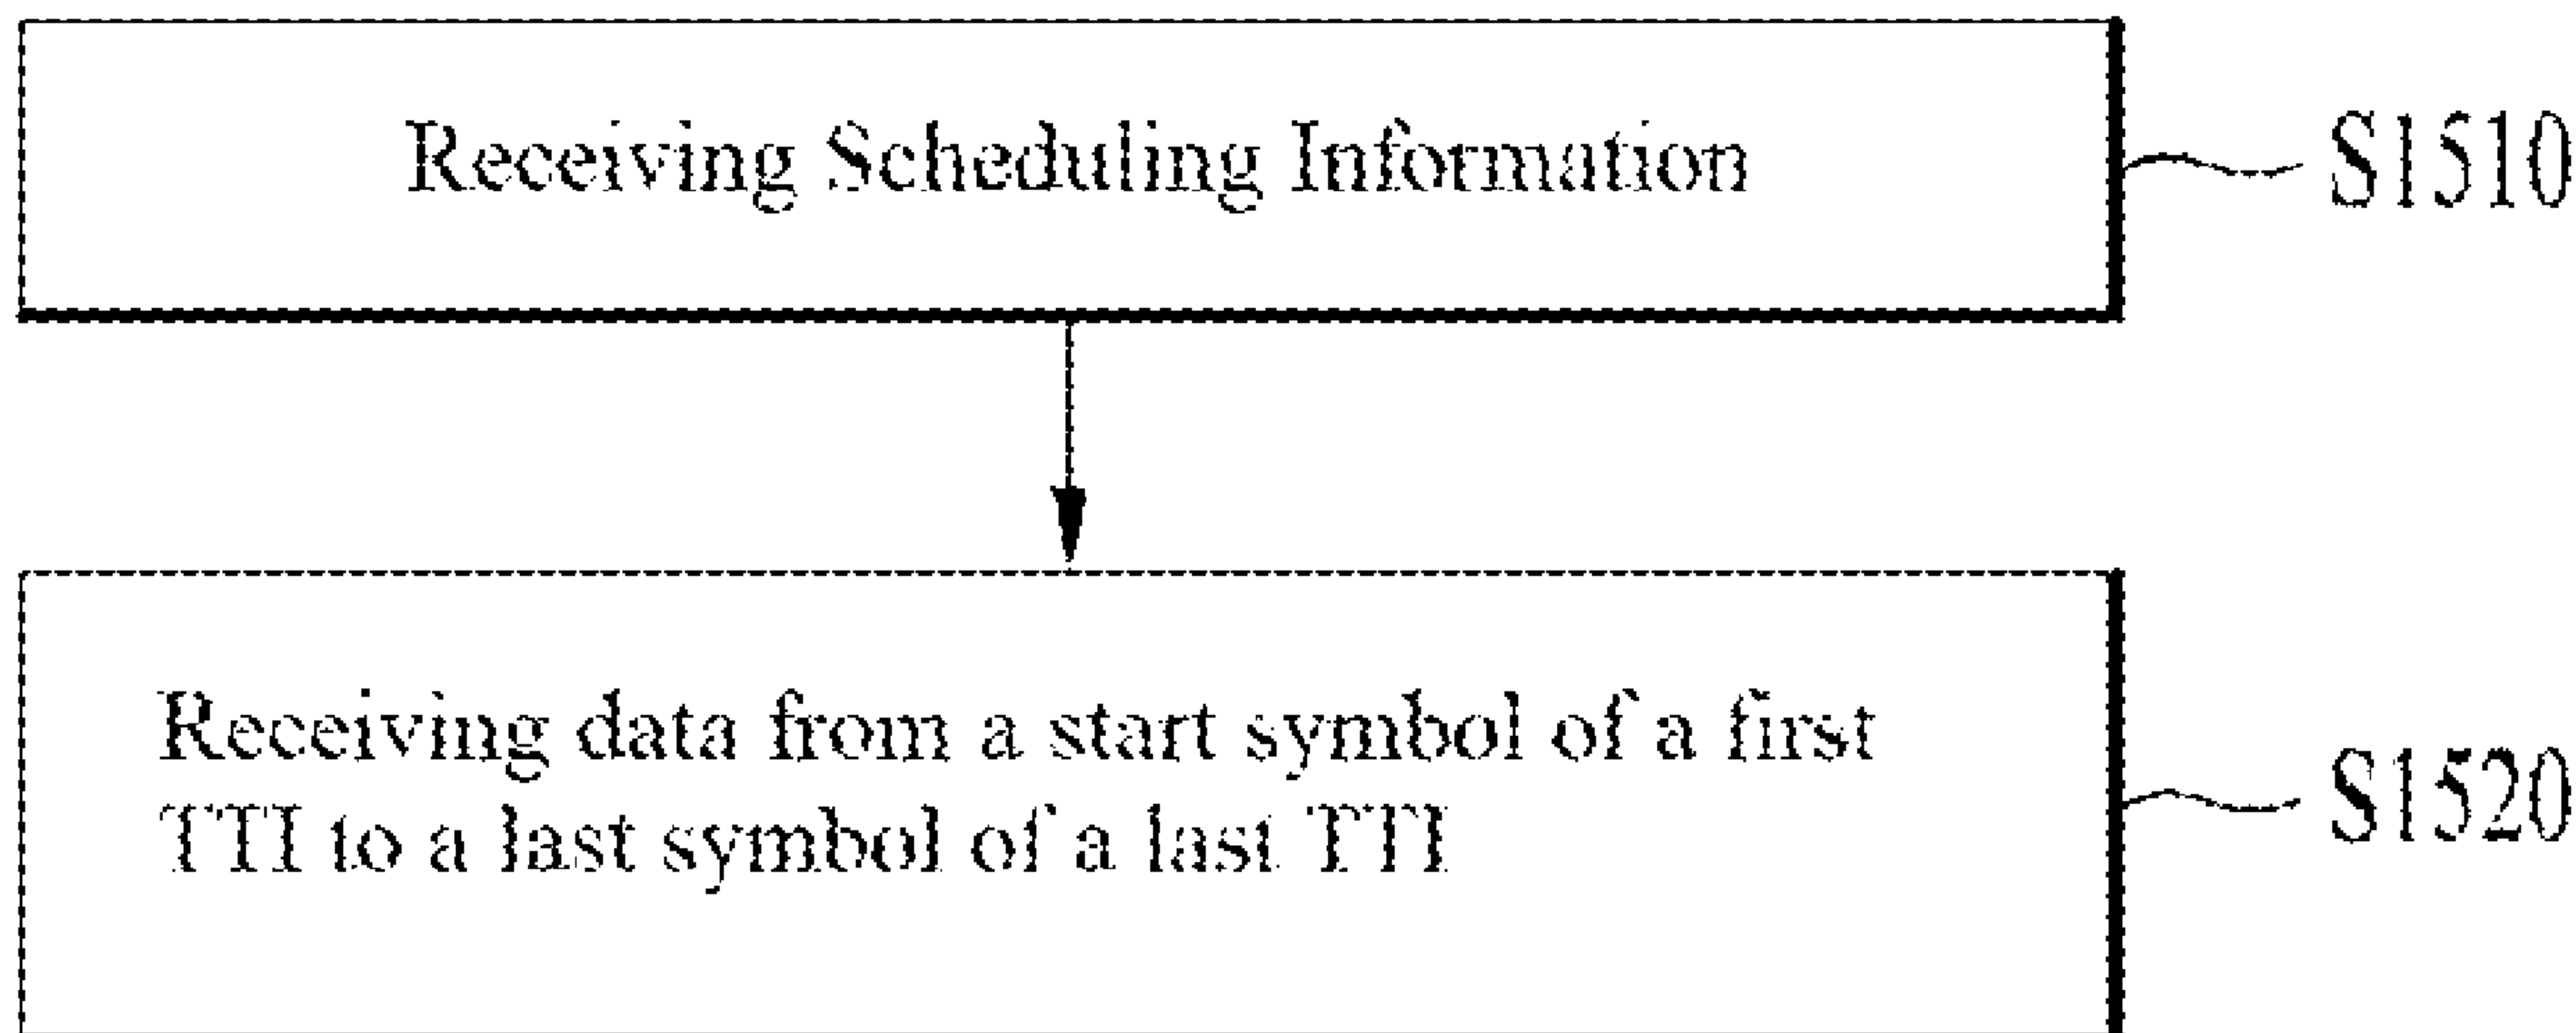 Receiving Scheduling Information
S1510
Receiving data from a start symbol of a first
TTI to a last symbol of a last TTI
S1520